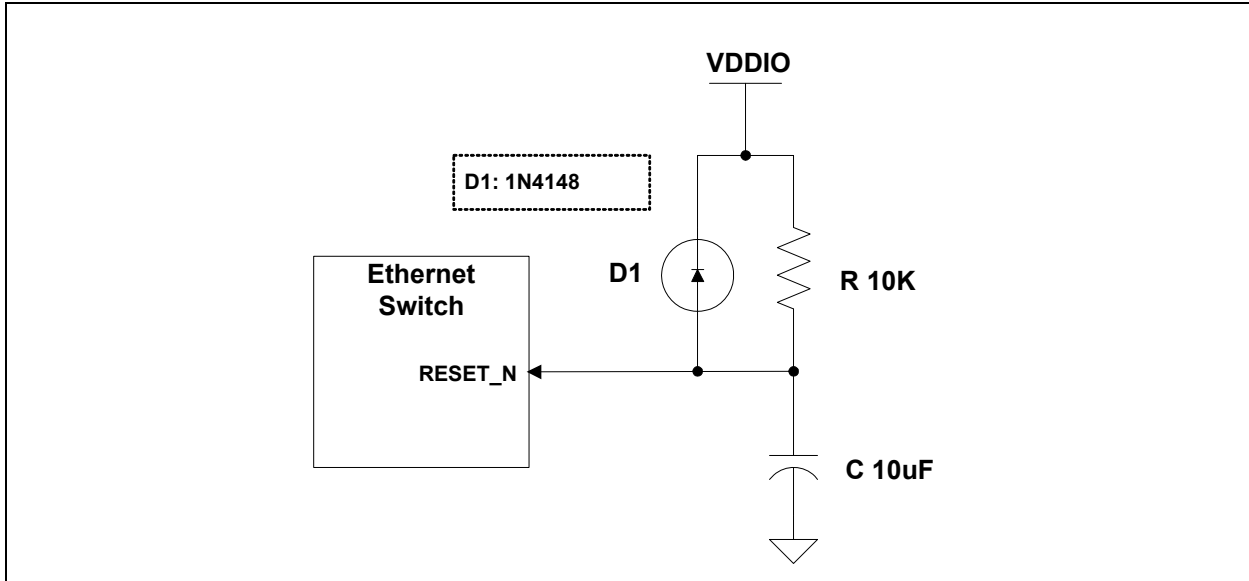 VDDIO
D1: 1N4148
Ethernet
Switch
D1
R 10K
RESET_N
C 10uF